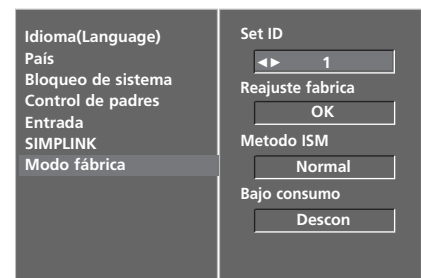 Idioma(Language)
País
Bloqueo de sistema
Control de padres
Entrada
SIMPLINK
Modo fábrica
Set ID
◄► 1
Reajuste fabrica
OK
Metodo ISM
Normal
Bajo consumo
Descon